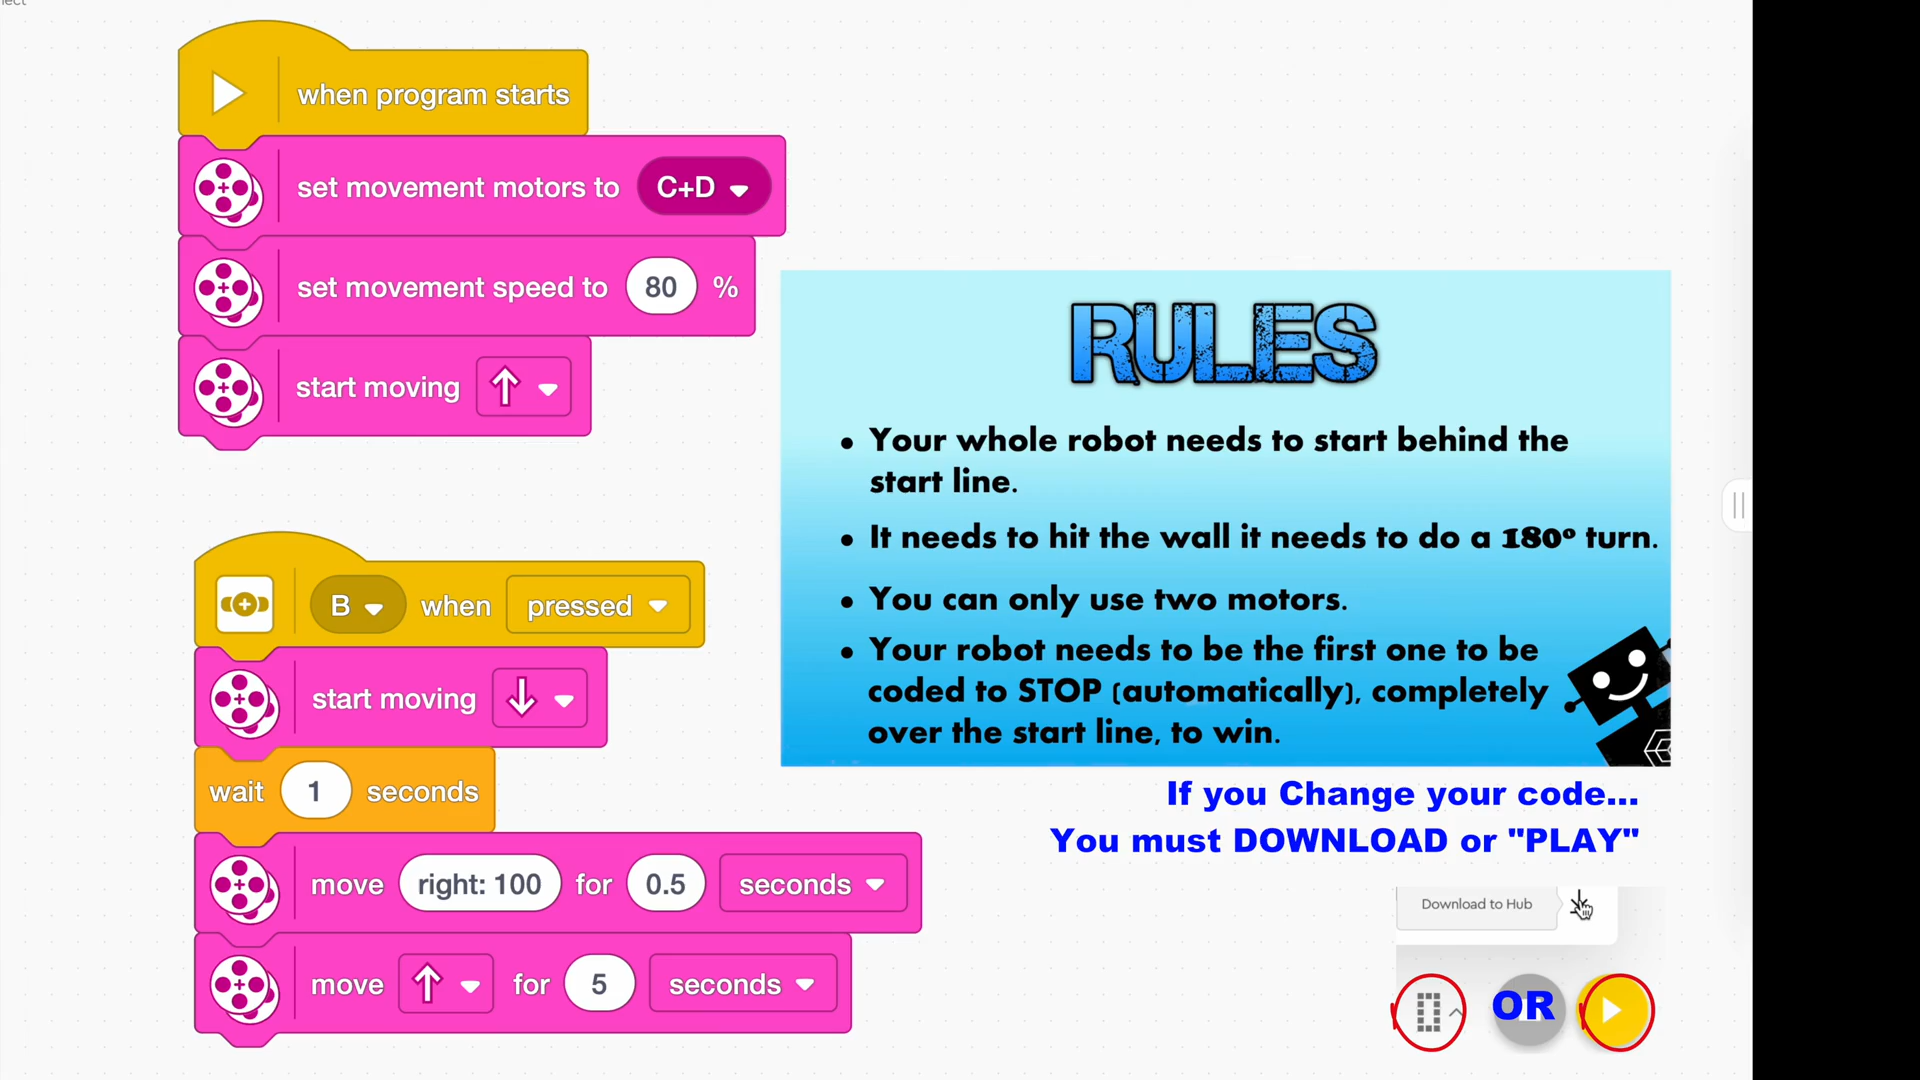 when program starts
set movement motors to C+D
set movement speed to 80 %
start moving
B when pressed
start moving
wait 1 seconds
move right: 100 for 0.5 seconds
move for 5 seconds
RULES
• Your whole robot needs to start behind the
start line.
• It needs to hit the wall it needs to do a 180º turn.
• You can only use two motors.
• Your robot needs to be the first one to be
coded to STOP (automatically), completely
over the start line, to win.
If you Change your code...
You must DOWNLOAD or "PLAY"
Download to Hub
OR